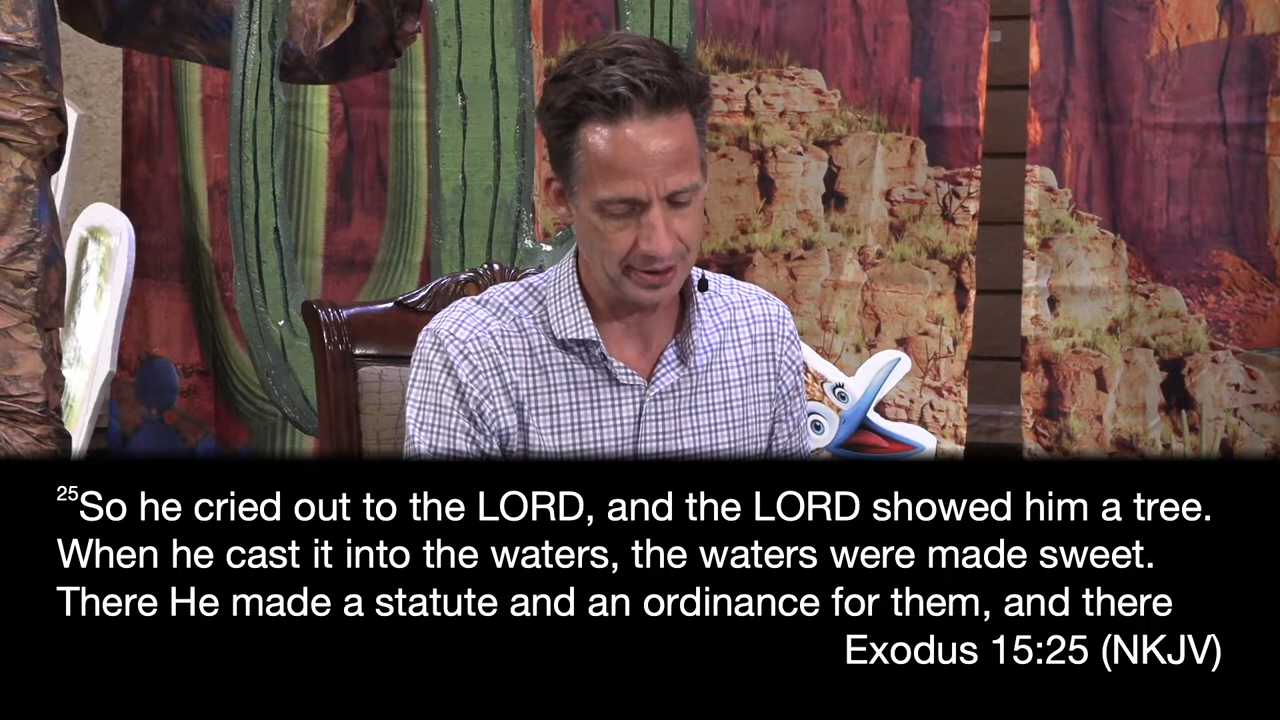 25So he cried out to the LORD, and the LORD showed him a tree.
When he cast it into the waters, the waters were made sweet.
There He made a statute and an ordinance for them, and there
Exodus 15:25 (NKJV)